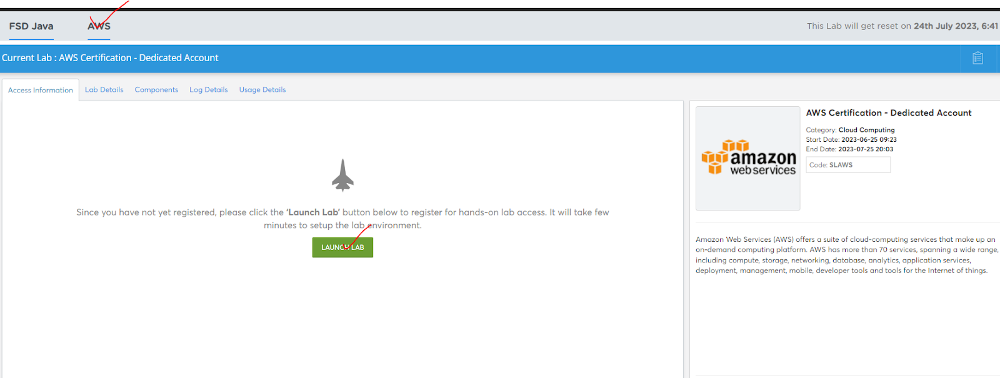 FSD Java
AWS
This Lab will get reset on 24th July 2023, 6:41
Current Lab : AWS Certification - Dedicated Account
Access Information
Lab Details
Components
Log Details
Usage Details
Since you have not yet registered, please click the 'Launch Lab' button below to register for hands-on lab access. It will take few
minutes to setup the lab environment.
LAUNCH LAB
amazon
web services
AWS Certification - Dedicated Account
Category: Cloud Computing
Start Date: 2023-06-25 09:23
End Date: 2023-07-25 20:03
Code: SLAWS
Amazon Web Services (AWS) offers a suite of cloud-computing services that make up an
on-demand computing platform. AWS has more than 70 services, spanning a wide range,
including compute, storage, networking, database, analytics, application services,
deployment, management, mobile, developer tools and tools for the Internet of things.